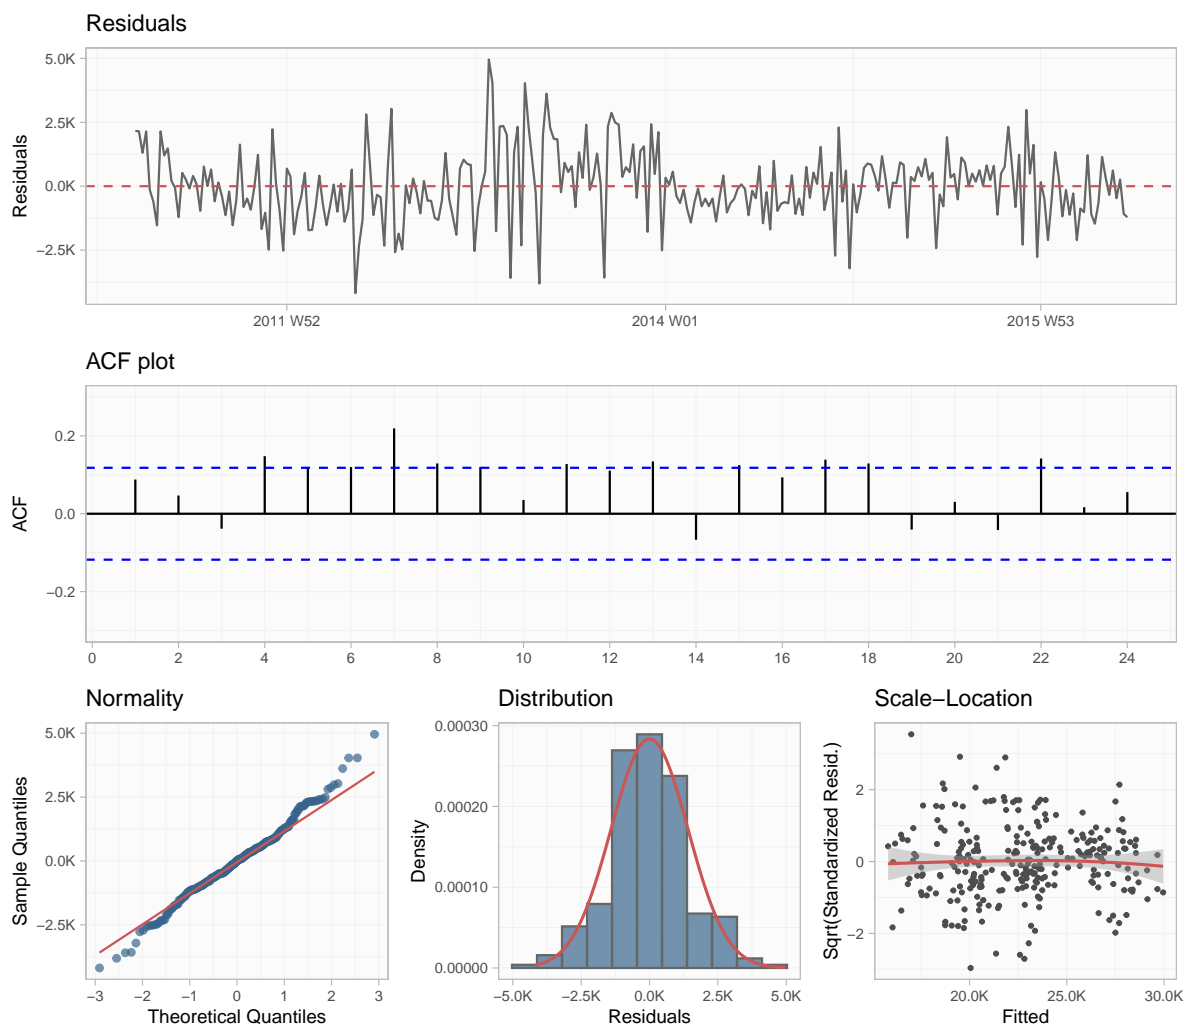 Residuals
5.0K
2.5K
0.0K
−2.5K
Residuals
2011 W52
2014 W01
2015 W53
ACF plot
0.2
0.0
−0.2
ACF
0 2 4 6 8 10 12 14 16 18 20 22 24
Normality
5.0K
2.5K
0.0K
−2.5K
Sample Quantiles
−3 −2 −1 0 1 2 3
Theoretical Quantiles
Distribution
0.00030
0.00020
0.00010
0.00000
Density
−5.0K −2.5K 0.0K 2.5K 5.0K
Residuals
Scale−Location
2
0
−2
Sqrt(Standardized Resid.)
20.0K 25.0K 30.0K
Fitted